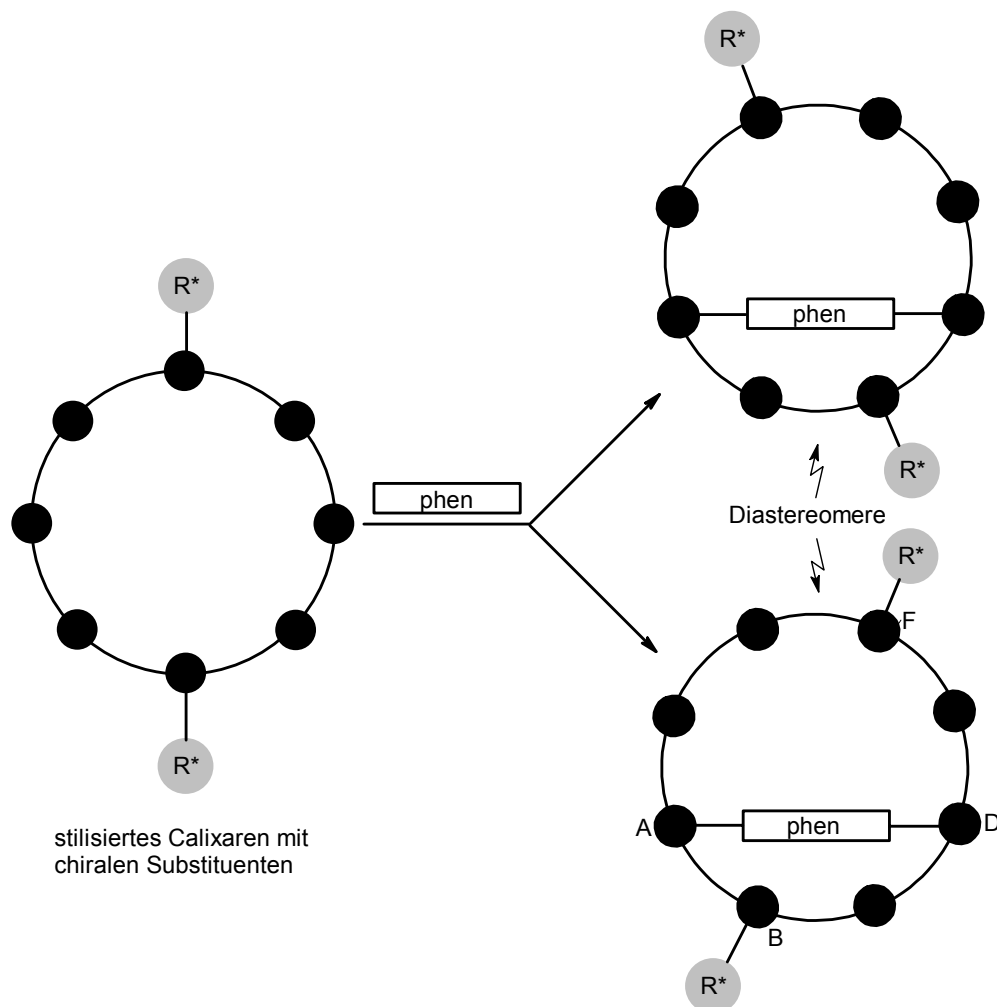 R*
R*
phen
R*
R*
phen
Diastereomere
R*
F
A
phen
D
B
R*
stilisiertes Calixaren mit
chiralen Substituenten